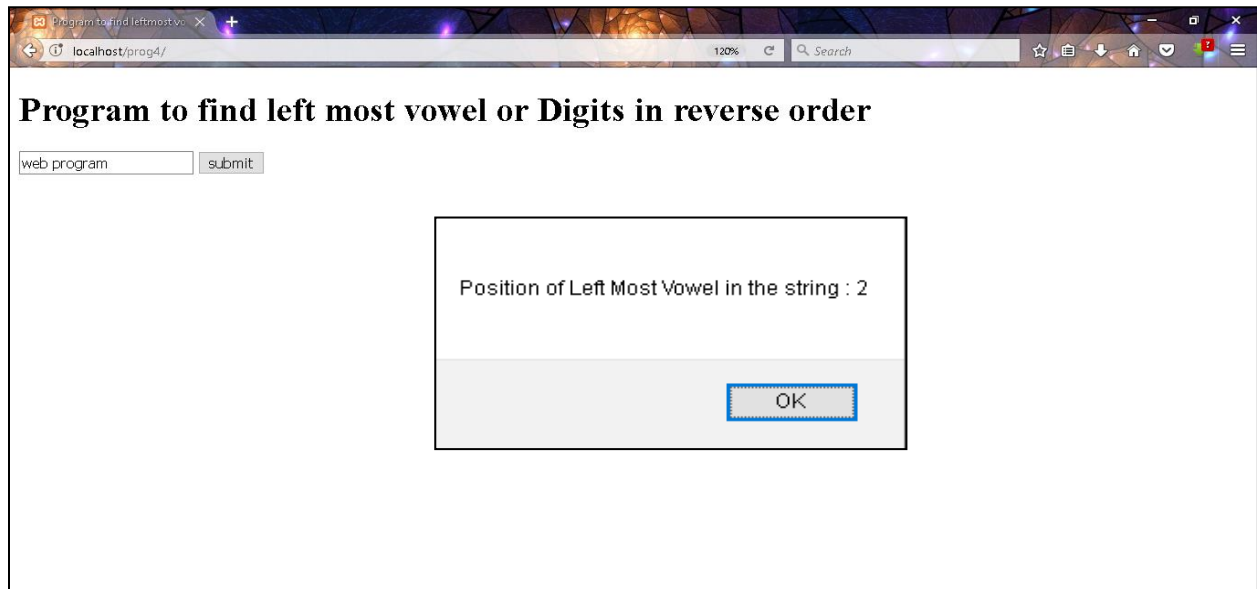 Program to find leftmost vo
localhost/prog4/
120%
Search
?
Program to find left most vowel or Digits in reverse order
web program
submit
Position of Left Most Vowel in the string : 2
OK